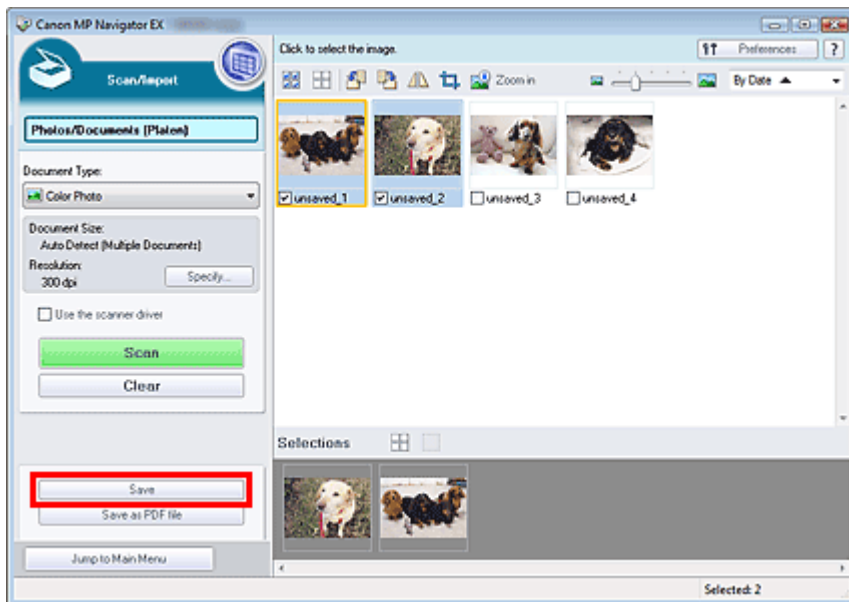 Canon MP Navigator EX
Scan/Import
Photos/Documents (Platen)
Document Type:
Color Photo
Document Size:
Auto Detect (Multiple Documents)
Resolution:
300 dpi
Specify...
Use the scanner driver
Scan
Clear
Save
Save as PDF file
Jump to Main Menu
Click to select the image.
Preferences
?
Zoom in
By Date
unsaved_1
unsaved_2
unsaved_3
unsaved_4
Selections
Selected: 2